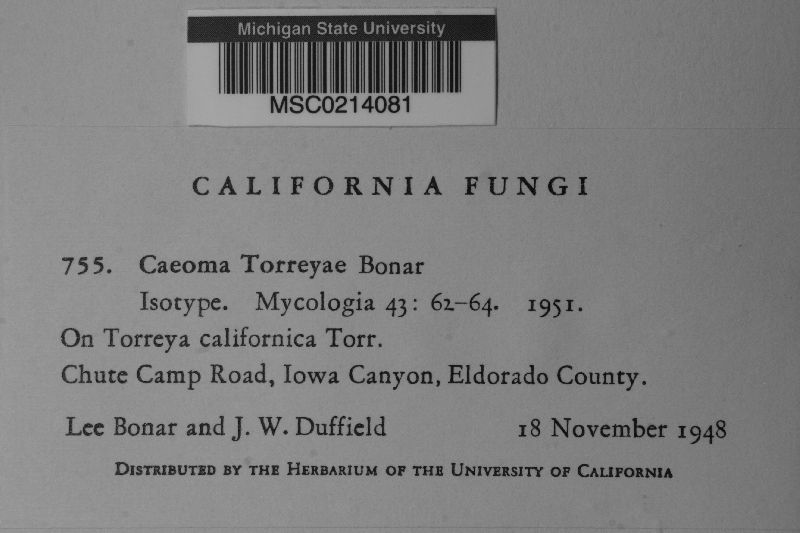 Michigan State University
MSC0214081
CALIFORNIA FUNGI
755. Caeoma Torreyae Bonar
Isotype. Mycologia 43: 62–64. 1951.
On Torreya californica Torr.
Chute Camp Road, Iowa Canyon, Eldorado County.
Lee Bonar and J. W. Duffield 18 November 1948
DISTRIBUTED BY THE HERBARIUM OF THE UNIVERSITY OF CALIFORNIA